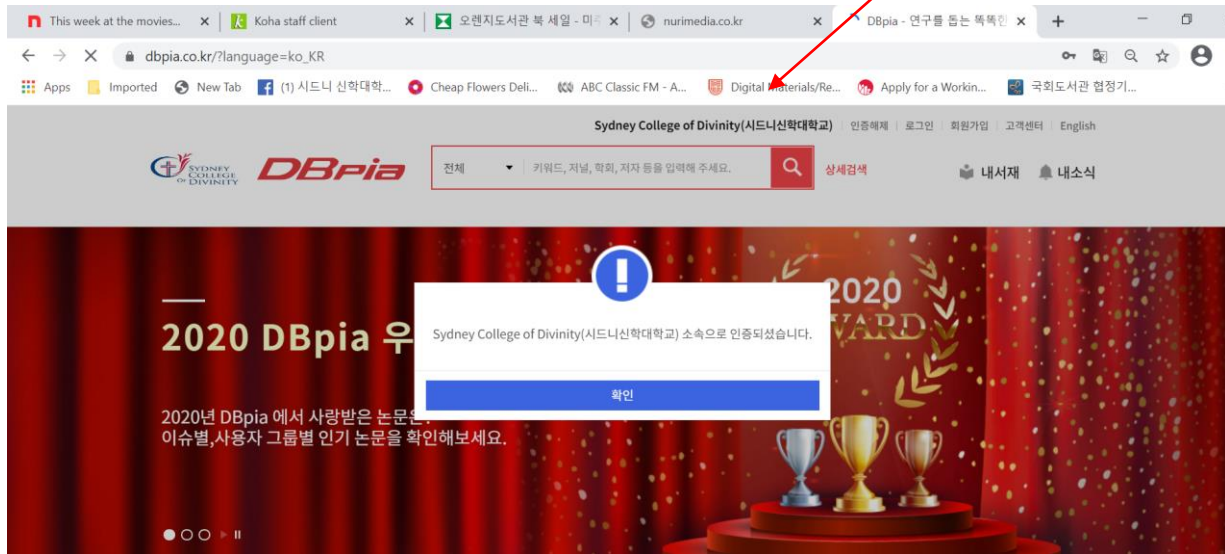 This week at the movies...
Koha staff client
오렌지도서관 북 세일 - 미
nurimedia.co.kr
DBpia - 연구를 돕는 똑똑한
dbpia.co.kr/?language=ko_KR
Apps Imported New Tab (1) 시드니 신학대학... Cheap Flowers Deli... ABC Classic FM - A... Digital Materials/Re... Apply for a Workin... 국회도서관 협정기...
Sydney College of Divinity(시드니신학대학교) 인증해제 로그인 회원가입 고객센터 English
SYDNEY
COLLEGE
OF DIVINITY
DBpia
전체 키워드, 저널, 학회, 저자 등을 입력해 주세요. 상세검색 내서재 내소식
2020
AWARD
2020 DBpia 우
Sydney College of Divinity(시드니신학대학교) 소속으로 인증되셨습니다.
확인
2020년 DBpia 에서 사랑받은 논문은?
이슈별,사용자 그룹별 인기 논문을 확인해보세요.